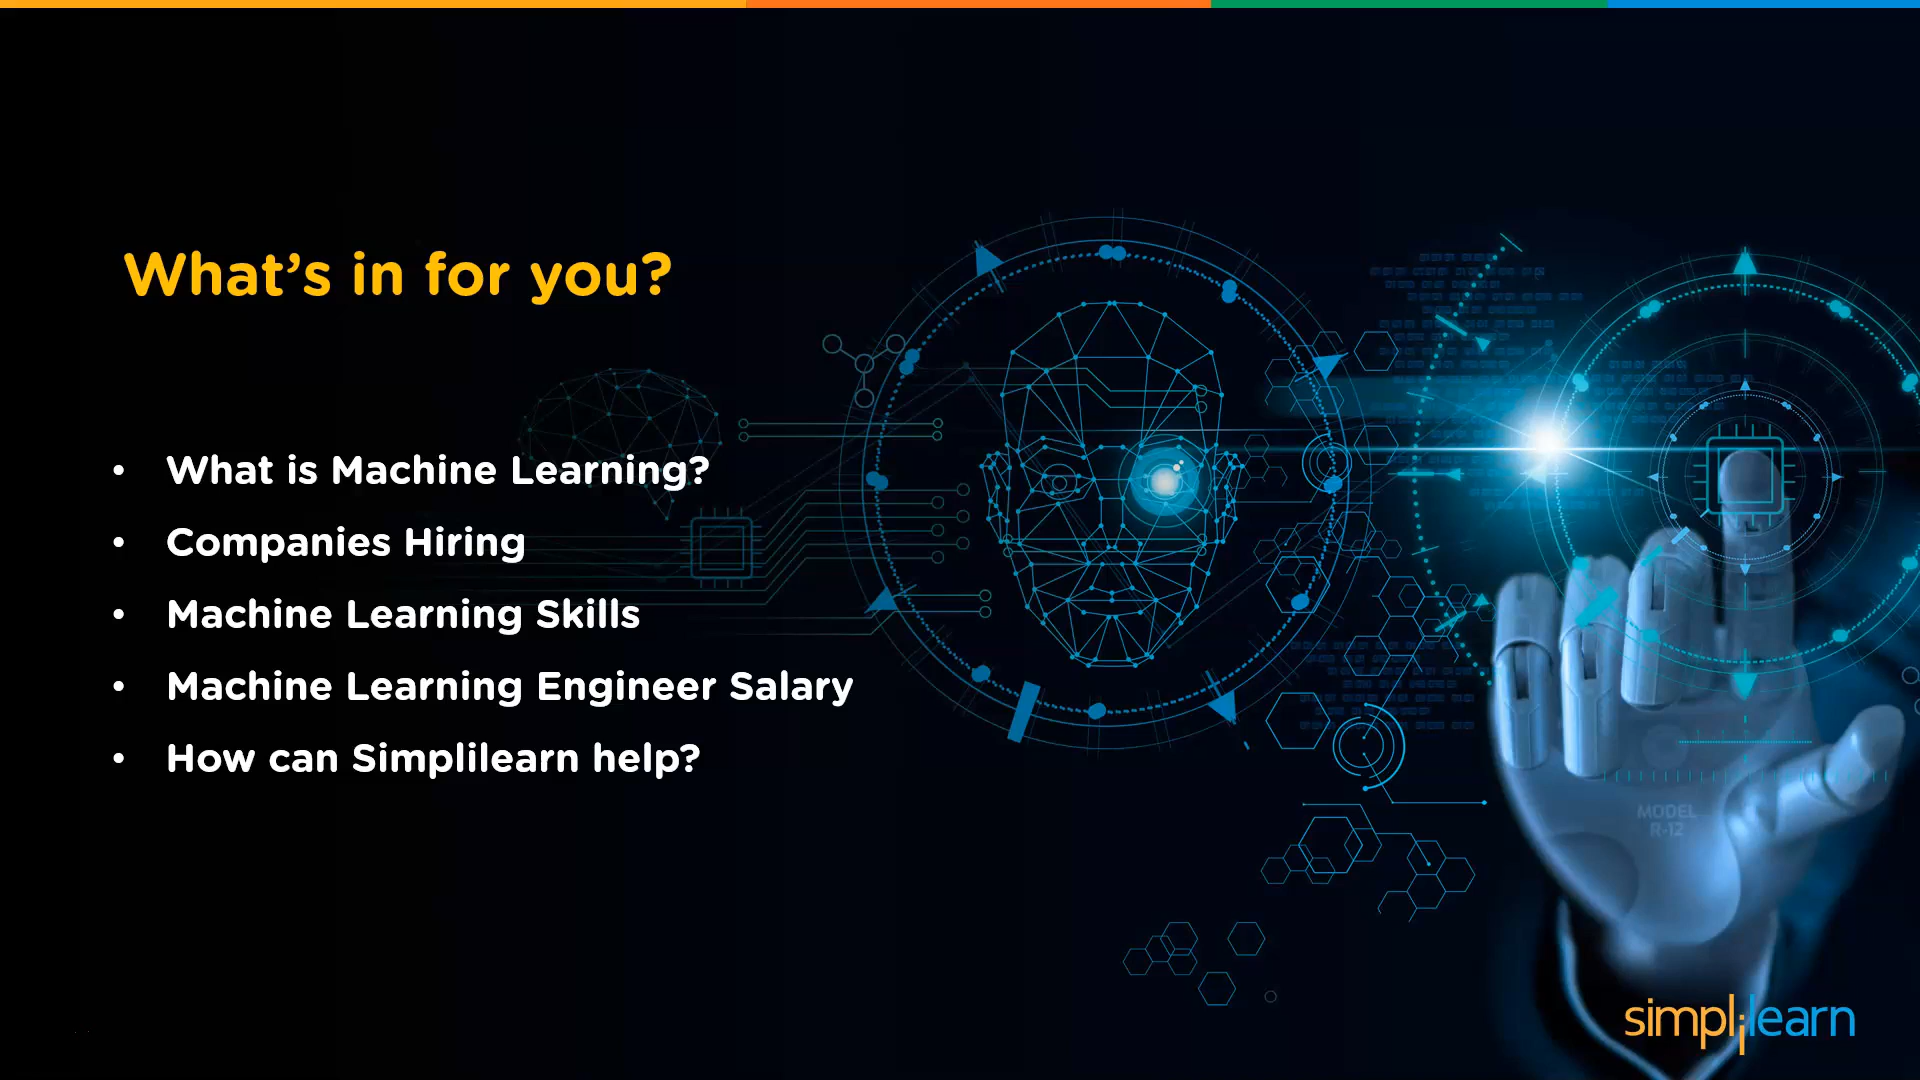 What's in for you?
• What is Machine Learning?
• Companies Hiring
• Machine Learning Skills
• Machine Learning Engineer Salary
• How can Simplilearn help?
MODEL
R-12
simplilearn